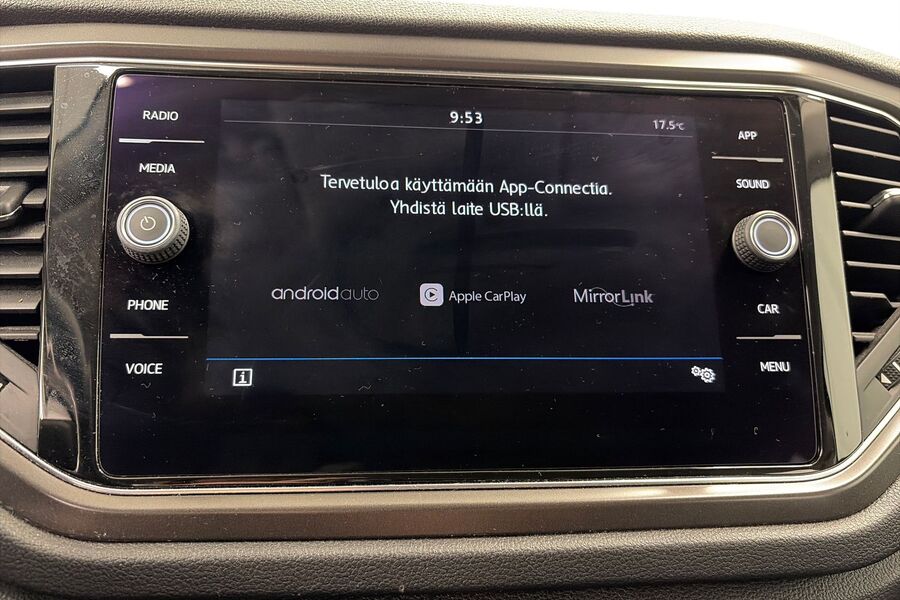 RADIO
9:53
17.5°C
APP
MEDIA
SOUND
Tervetuloa käyttämään App-Connectia.
Yhdistä laite USB:llä.
PHONE
androidauto
Apple CarPlay
MirrorLink
CAR
VOICE
i
MENU